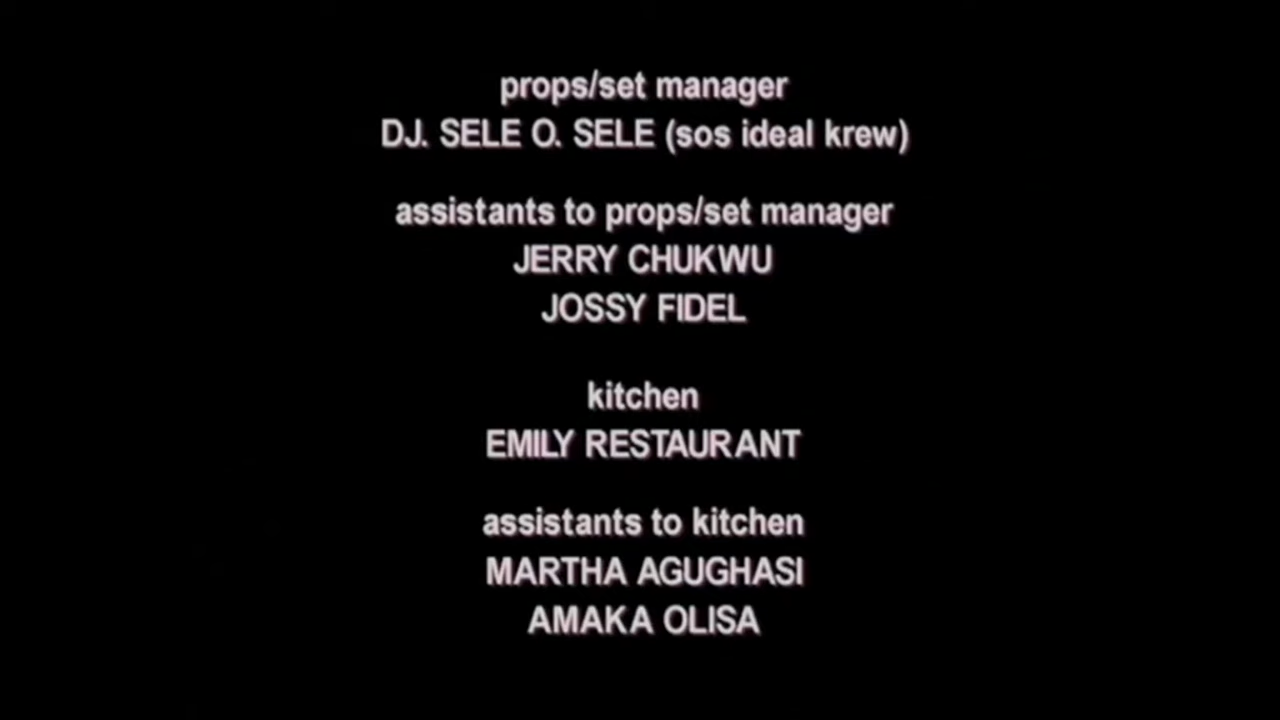 props/set manager
DJ. SELE O. SELE (sos ideal krew)
assistants to props/set manager
JERRY CHUKWU
JOSSY FIDEL
kitchen
EMILY RESTAURANT
assistants to kitchen
MARTHA AGUGHASI
AMAKA OLISA